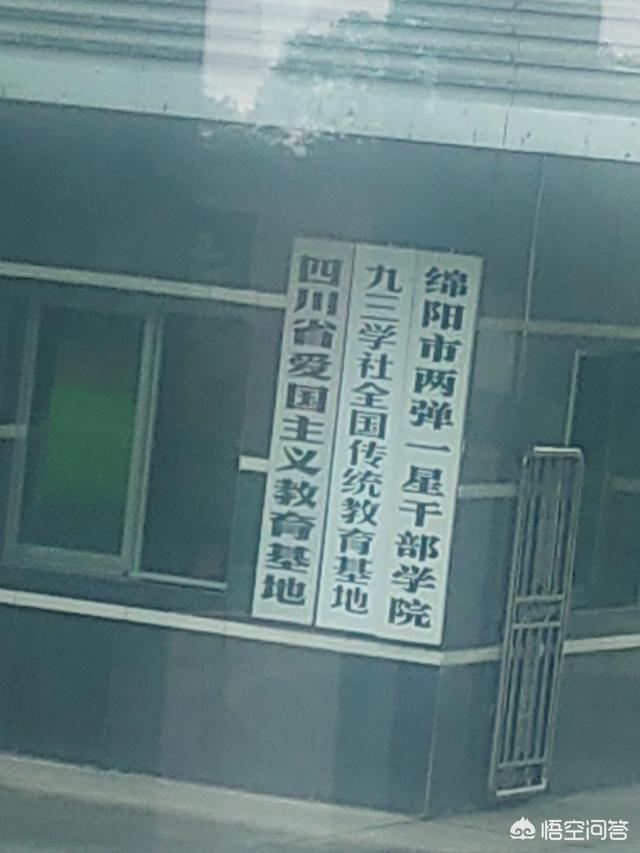 绵阳市两弹一星干部学院
九三学社全国传统教育基地
四川省爱国主义教育基地
悟空问答